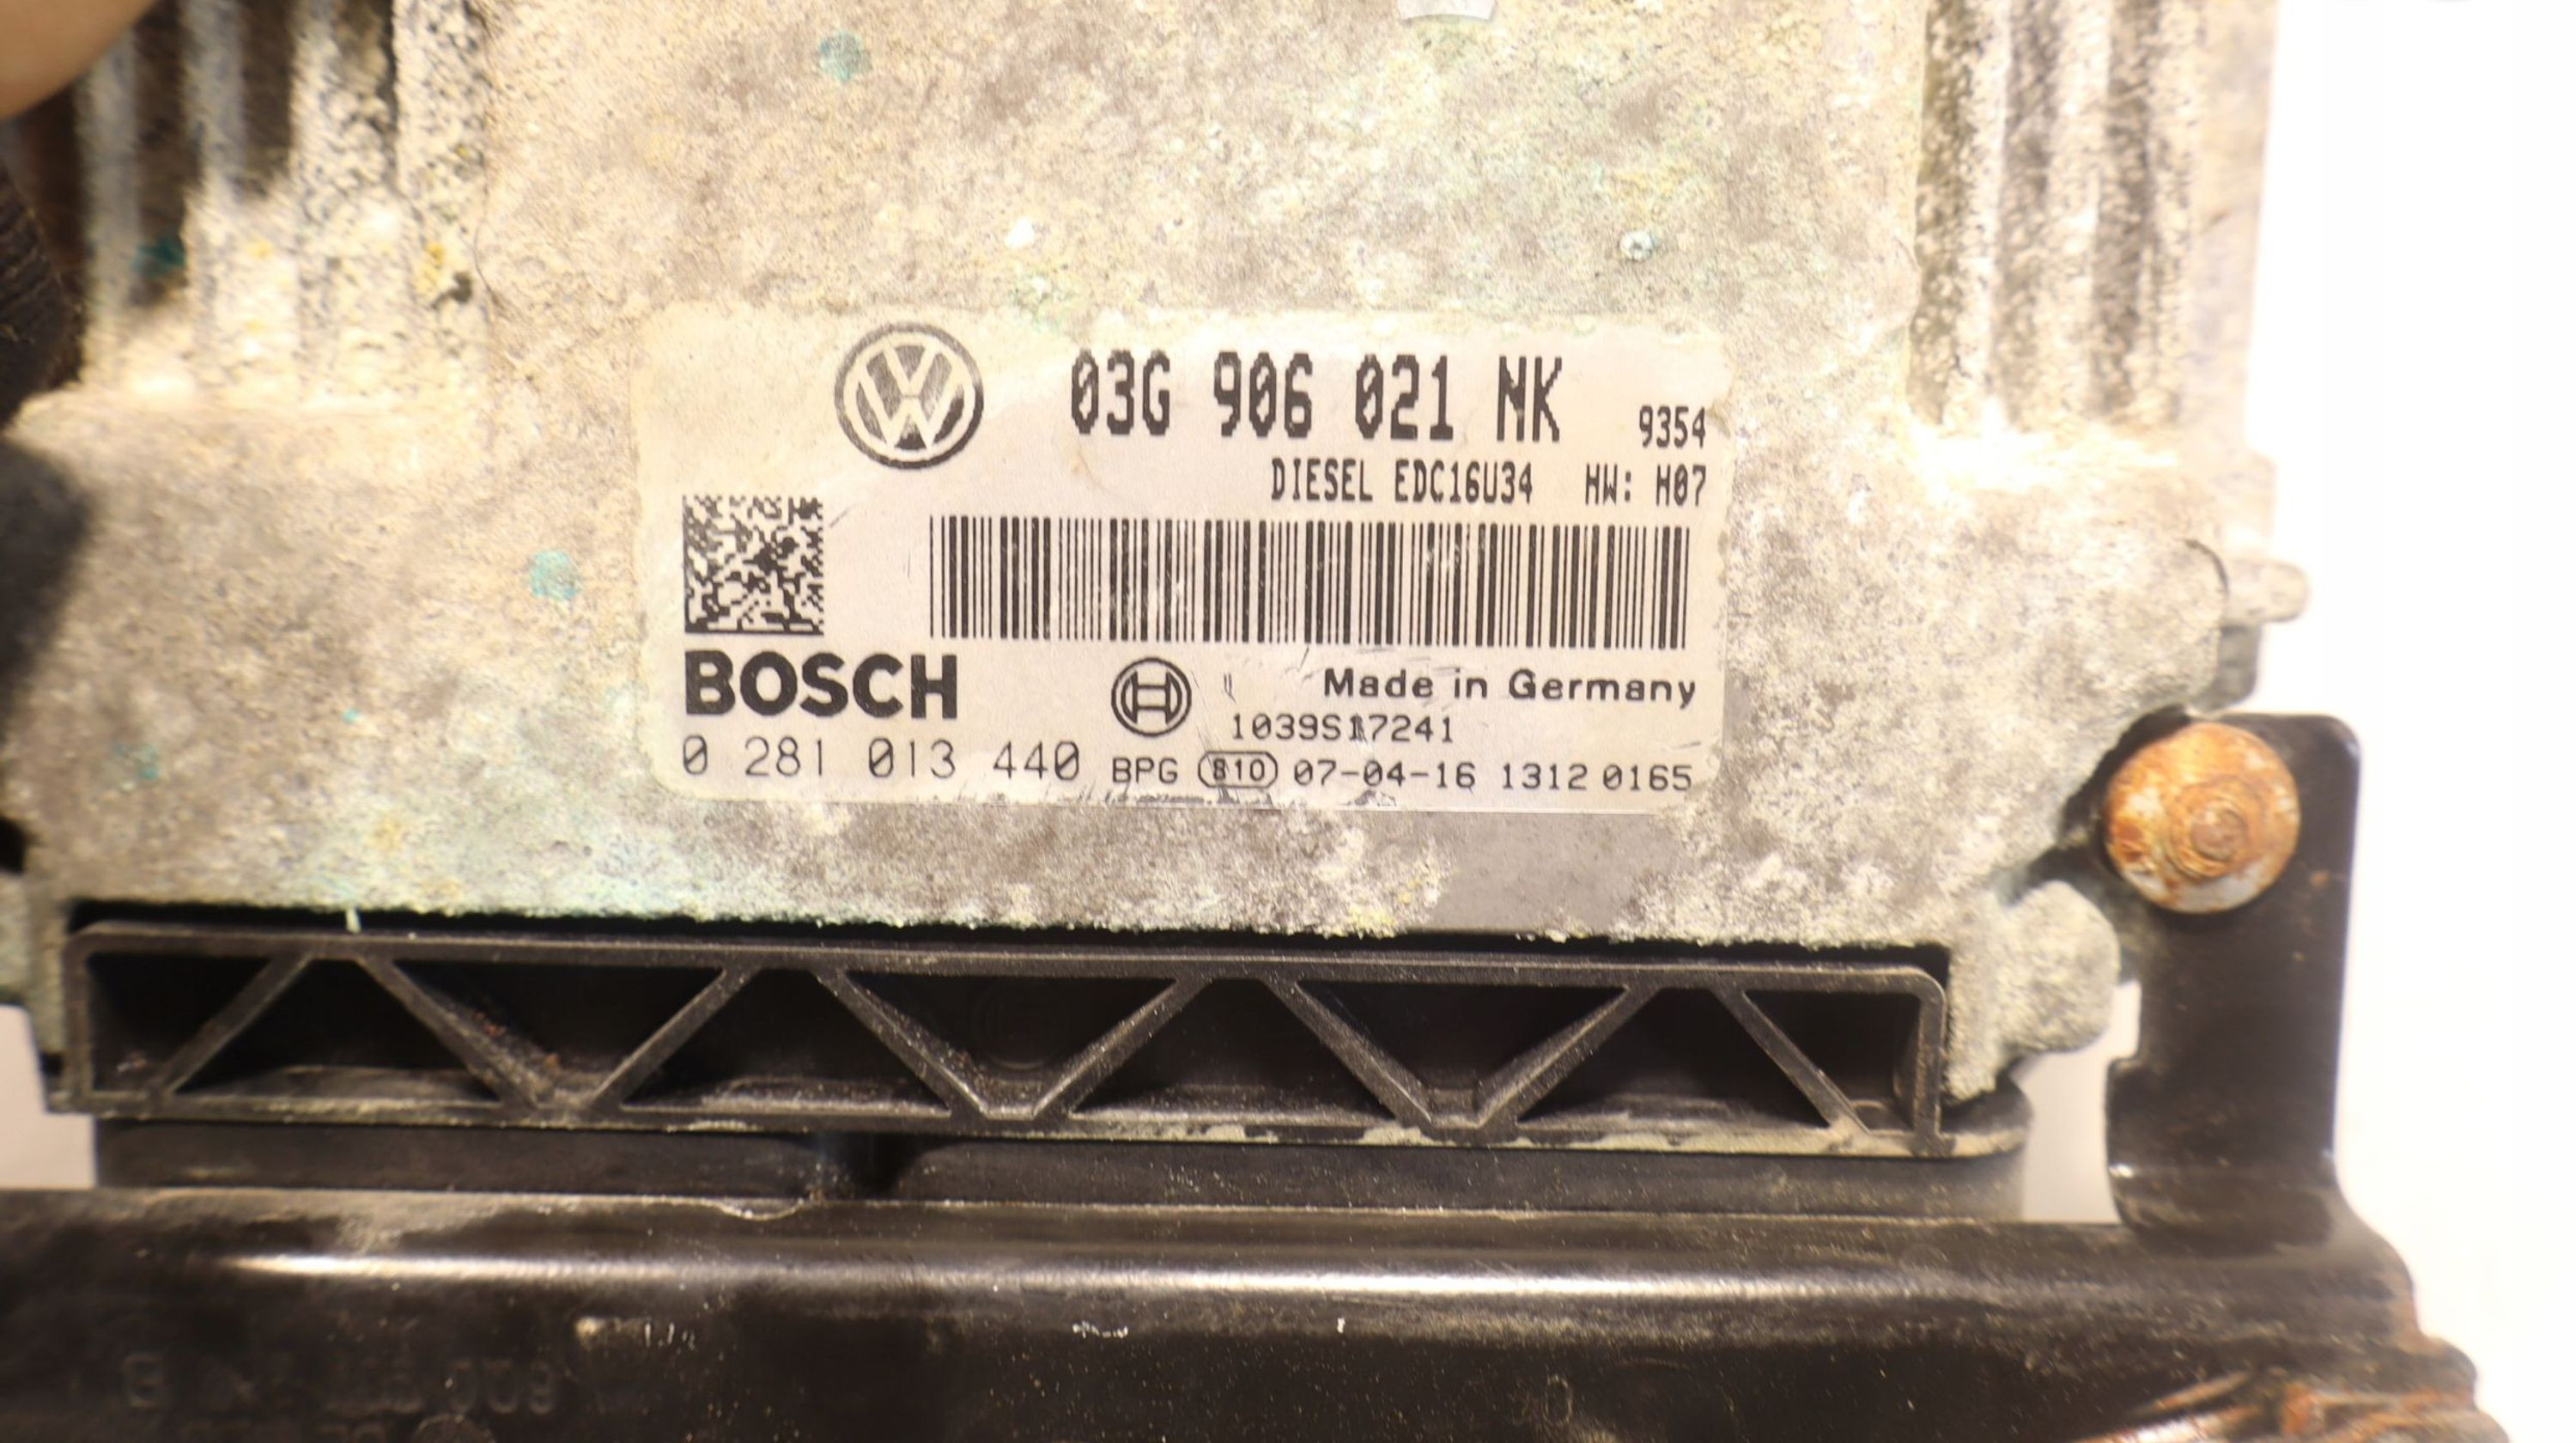 03G 906 021 NK 9354
DIESEL EDC16U34 HW: H07
BOSCH
Made in Germany
1039S17241
0 281 013 440 BPG 810 07-04-16 1312 0165